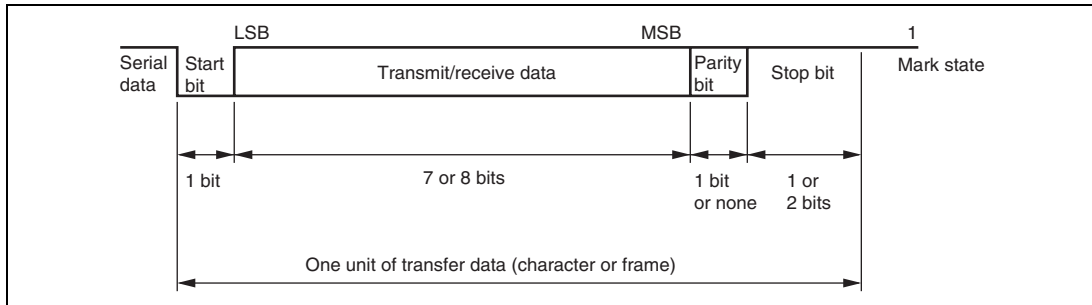 LSB
MSB
1
Serial
data
Start
bit
Transmit/receive data
Parity
bit
Stop bit
Mark state
1 bit
7 or 8 bits
1 bit
or none
1 or
2 bits
One unit of transfer data (character or frame)